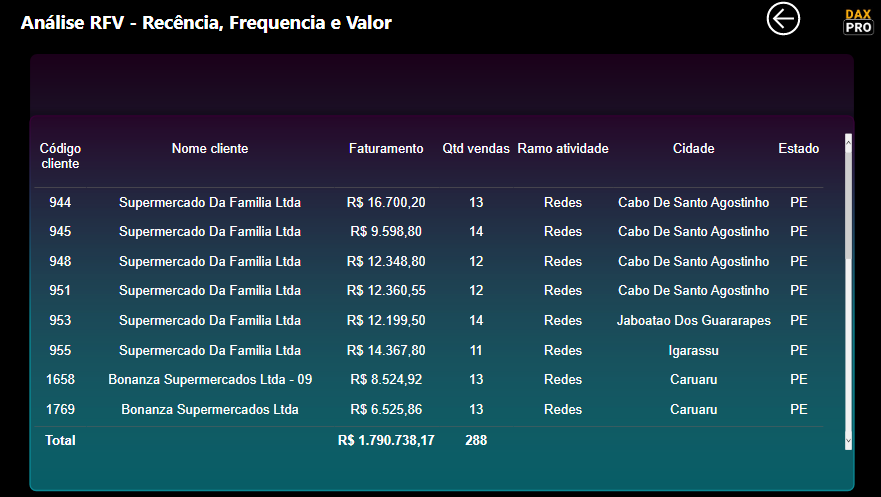 Análise RFV - Recência, Frequencia e Valor
DAX
PRO
Código cliente Nome cliente Faturamento Qtd vendas Ramo atividade Cidade Estado
944 Supermercado Da Familia Ltda R$ 16.700,20 13 Redes Cabo De Santo Agostinho PE
945 Supermercado Da Familia Ltda R$ 9.598,80 14 Redes Cabo De Santo Agostinho PE
948 Supermercado Da Familia Ltda R$ 12.348,80 12 Redes Cabo De Santo Agostinho PE
951 Supermercado Da Familia Ltda R$ 12.360,55 12 Redes Cabo De Santo Agostinho PE
953 Supermercado Da Familia Ltda R$ 12.199,50 14 Redes Jaboatao Dos Guararapes PE
955 Supermercado Da Familia Ltda R$ 14.367,80 11 Redes Igarassu PE
1658 Bonanza Supermercados Ltda - 09 R$ 8.524,92 13 Redes Caruaru PE
1769 Bonanza Supermercados Ltda R$ 6.525,86 13 Redes Caruaru PE
Total R$ 1.790.738,17 288